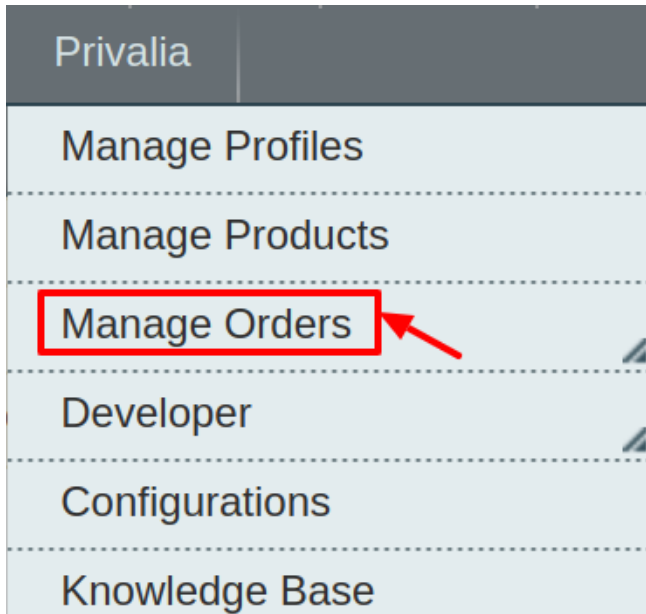 Privalia
Manage Profiles
Manage Products
Manage Orders
Developer
Configurations
Knowledge Base